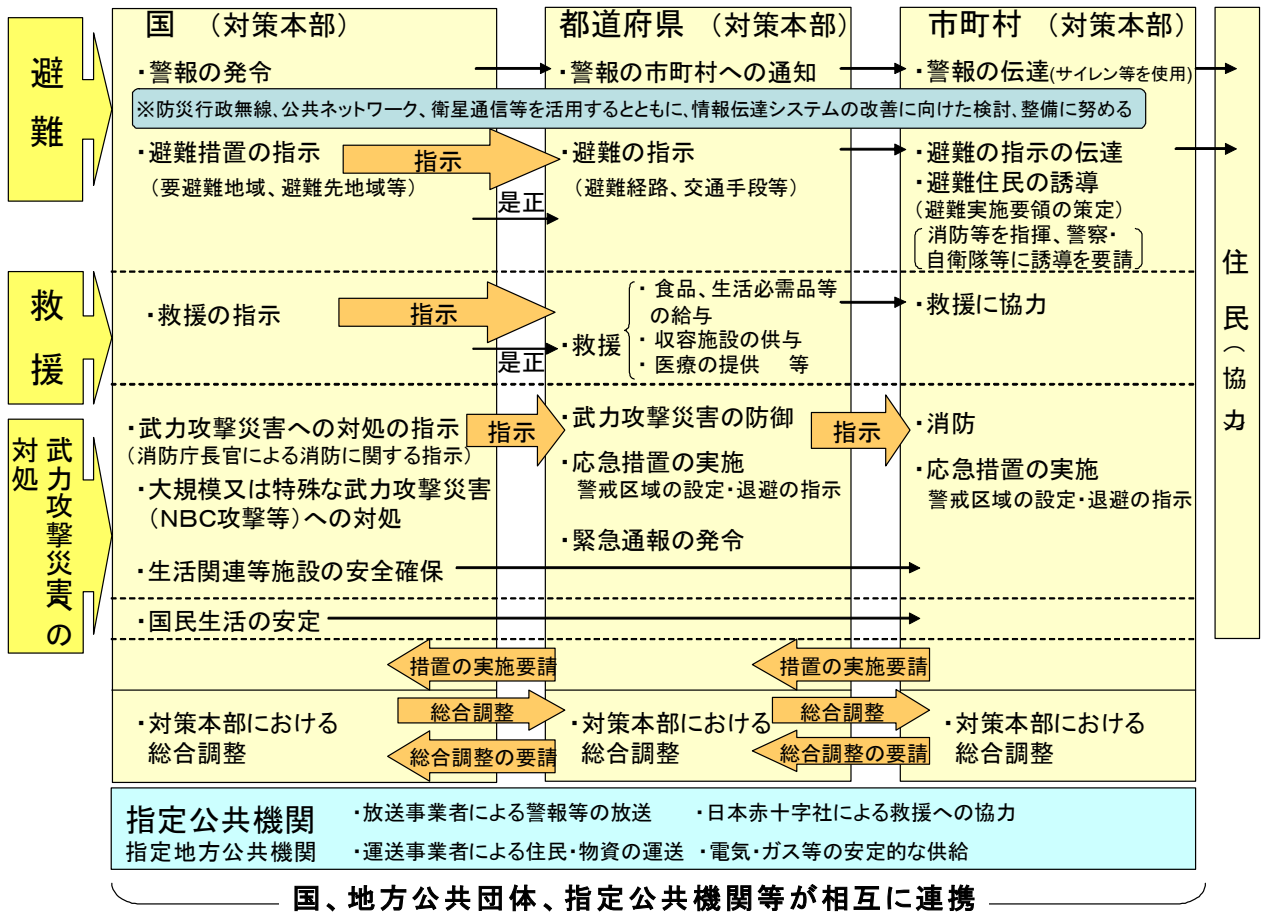 避難
国 (対策本部)
都道府県 (対策本部)
市町村 (対策本部)
・警報の発令
・警報の市町村への通知
・警報の伝達(サイレン等を使用)
※防災行政無線、公共ネットワーク、衛星通信等を活用するとともに、情報伝達システムの改善に向けた検討、整備に努める
・避難措置の指示
(要避難地域、避難先地域等)
指示
是正
・避難の指示
(避難経路、交通手段等)
・避難の指示の伝達
・避難住民の誘導
(避難実施要領の策定)
消防等を指揮、警察・
自衛隊等に誘導を要請
救援
・救援の指示
指示
是正
・救援
・ 食品、生活必需品等
の給与
・ 収容施設の供与
・ 医療の提供 等
・救援に協力
武力攻撃災害への
対処
・武力攻撃災害への対処の指示
(消防庁長官による消防に関する指示)
・大規模又は特殊な武力攻撃災害
(NBC攻撃等)への対処
指示
・武力攻撃災害の防御
・応急措置の実施
警戒区域の設定・退避の指示
・緊急通報の発令
指示
・消防
・応急措置の実施
警戒区域の設定・退避の指示
・生活関連等施設の安全確保
・国民生活の安定
措置の実施要請
措置の実施要請
・対策本部における
総合調整
総合調整
総合調整の要請
・対策本部における
総合調整
総合調整
総合調整の要請
・対策本部における
総合調整
住民(協力)
指定公共機関
指定地方公共機関
・放送事業者による警報等の放送
・日本赤十字社による救援への協力
・運送事業者による住民・物資の運送
・電気・ガス等の安定的な供給
国、地方公共団体、指定公共機関等が相互に連携